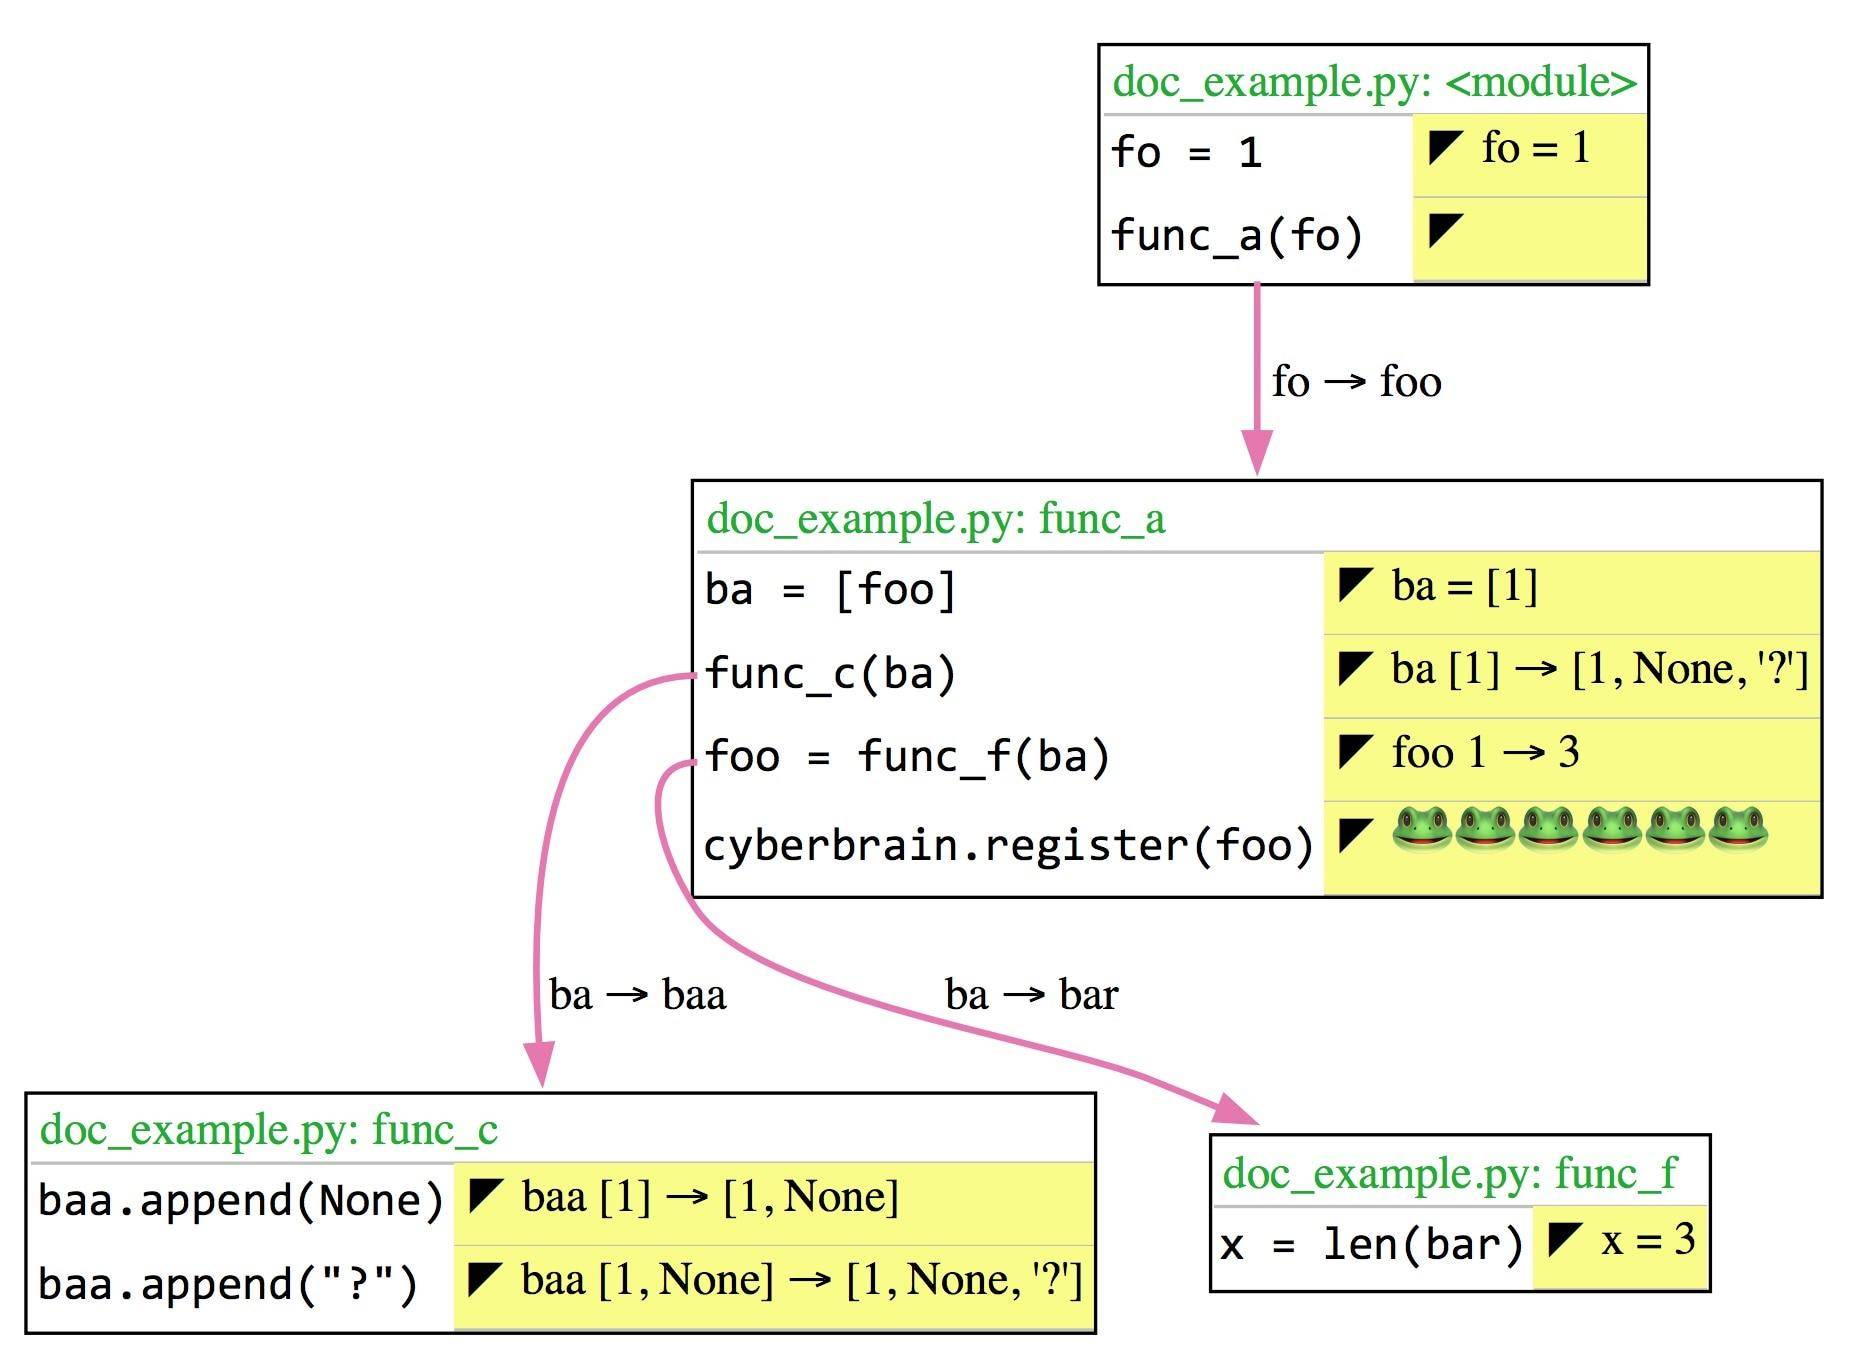 doc_example.py: <module>
fo = 1 ◤ fo = 1
func_a(fo) ◤
fo → foo
doc_example.py: func_a
ba = [foo] ◤ ba = [1]
func_c(ba) ◤ ba [1] → [1, None, '?']
foo = func_f(ba) ◤ foo 1 → 3
cyberbrain.register(foo) ◤ 🐸🐸🐸🐸🐸🐸
ba → baa
ba → bar
doc_example.py: func_c
baa.append(None) ◤ baa [1] → [1, None]
baa.append("?") ◤ baa [1, None] → [1, None, '?']
doc_example.py: func_f
x = len(bar) ◤ x = 3